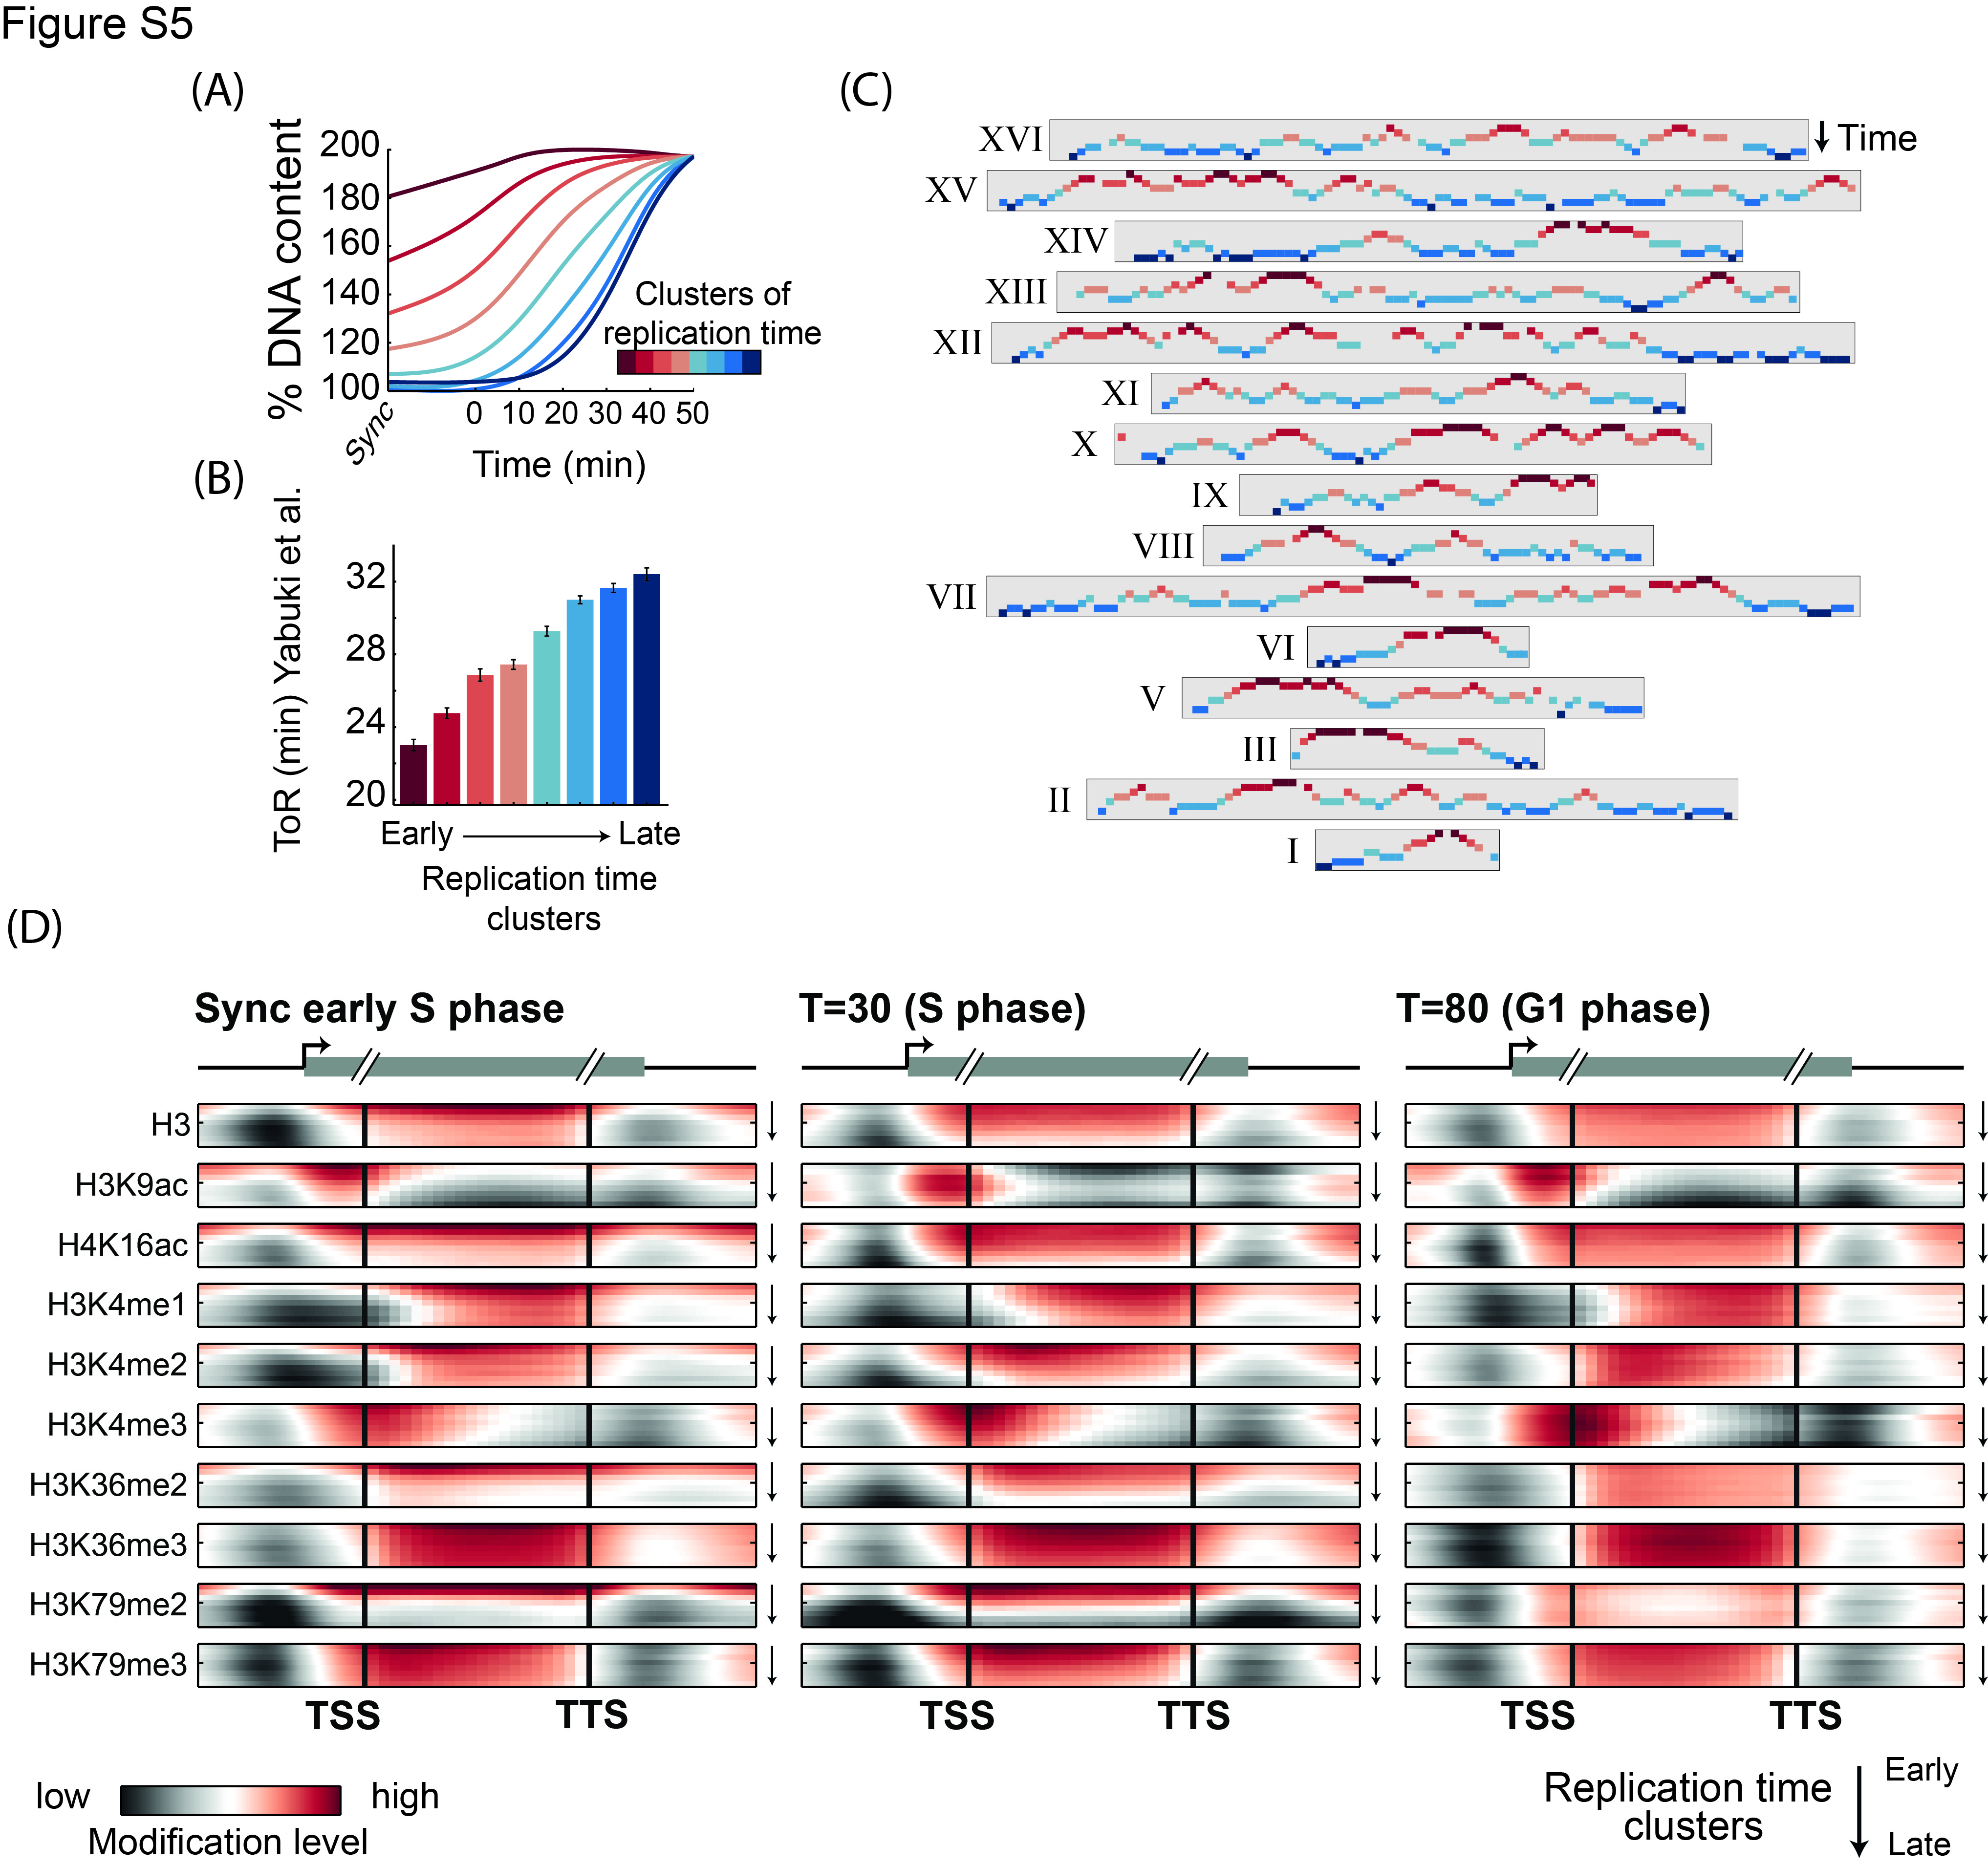 Figure S5
(A)
% DNA content
200
180
160
140
120
100
Sync
0 10 20 30 40 50
Time (min)
Clusters of
replication time
(B)
ToR (min) Yabuki et al.
32
28
24
20
Early
Late
Replication time
clusters
(C)
Time
XVI
XV
XIV
XIII
XII
XI
X
IX
VIII
VII
VI
V
III
II
I
(D)
Sync early S phase
T=30 (S phase)
T=80 (G1 phase)
H3
H3K9ac
H4K16ac
H3K4me1
H3K4me2
H3K4me3
H3K36me2
H3K36me3
H3K79me2
H3K79me3
TSS TTS
TSS TTS
TSS TTS
low high
Modification level
Replication time
clusters
Early
Late